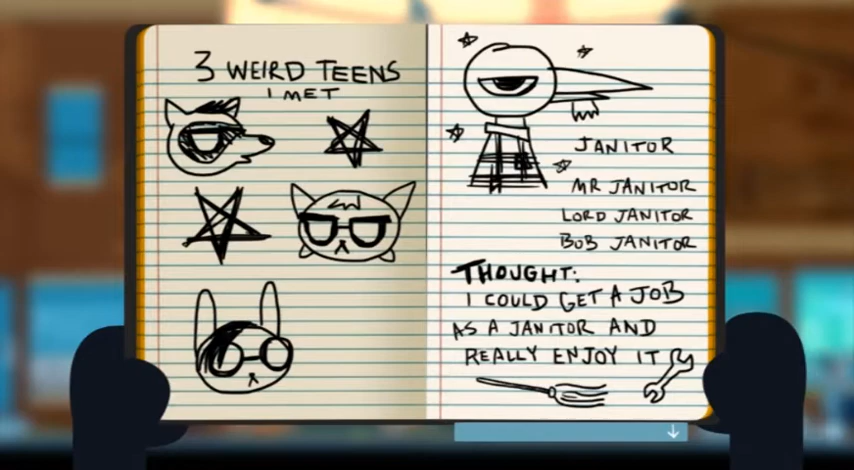 3 WEIRD TEENS
I MET
JANITOR
MR JANITOR
LORD JANITOR
BOB JANITOR
THOUGHT:
I COULD GET A JOB
AS A JANITOR AND
REALLY ENJOY IT